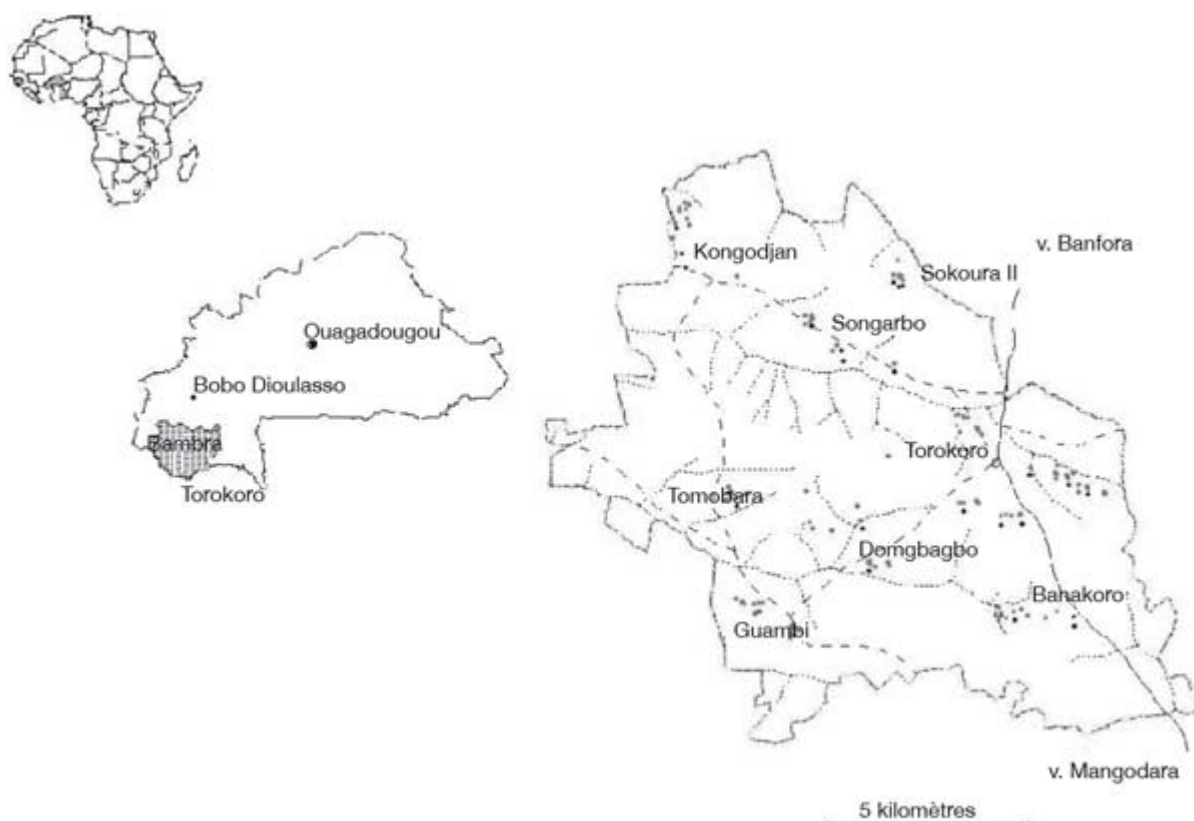 Ouagadougou
Bobo Dioulasso
Torokoro
Kongodjan
v. Banfora
Sokoura II
Songarbo
Torokoro
Tomobara
Domgbagbo
Banakoro
Guambi
v. Mangodara
5 kilomètres